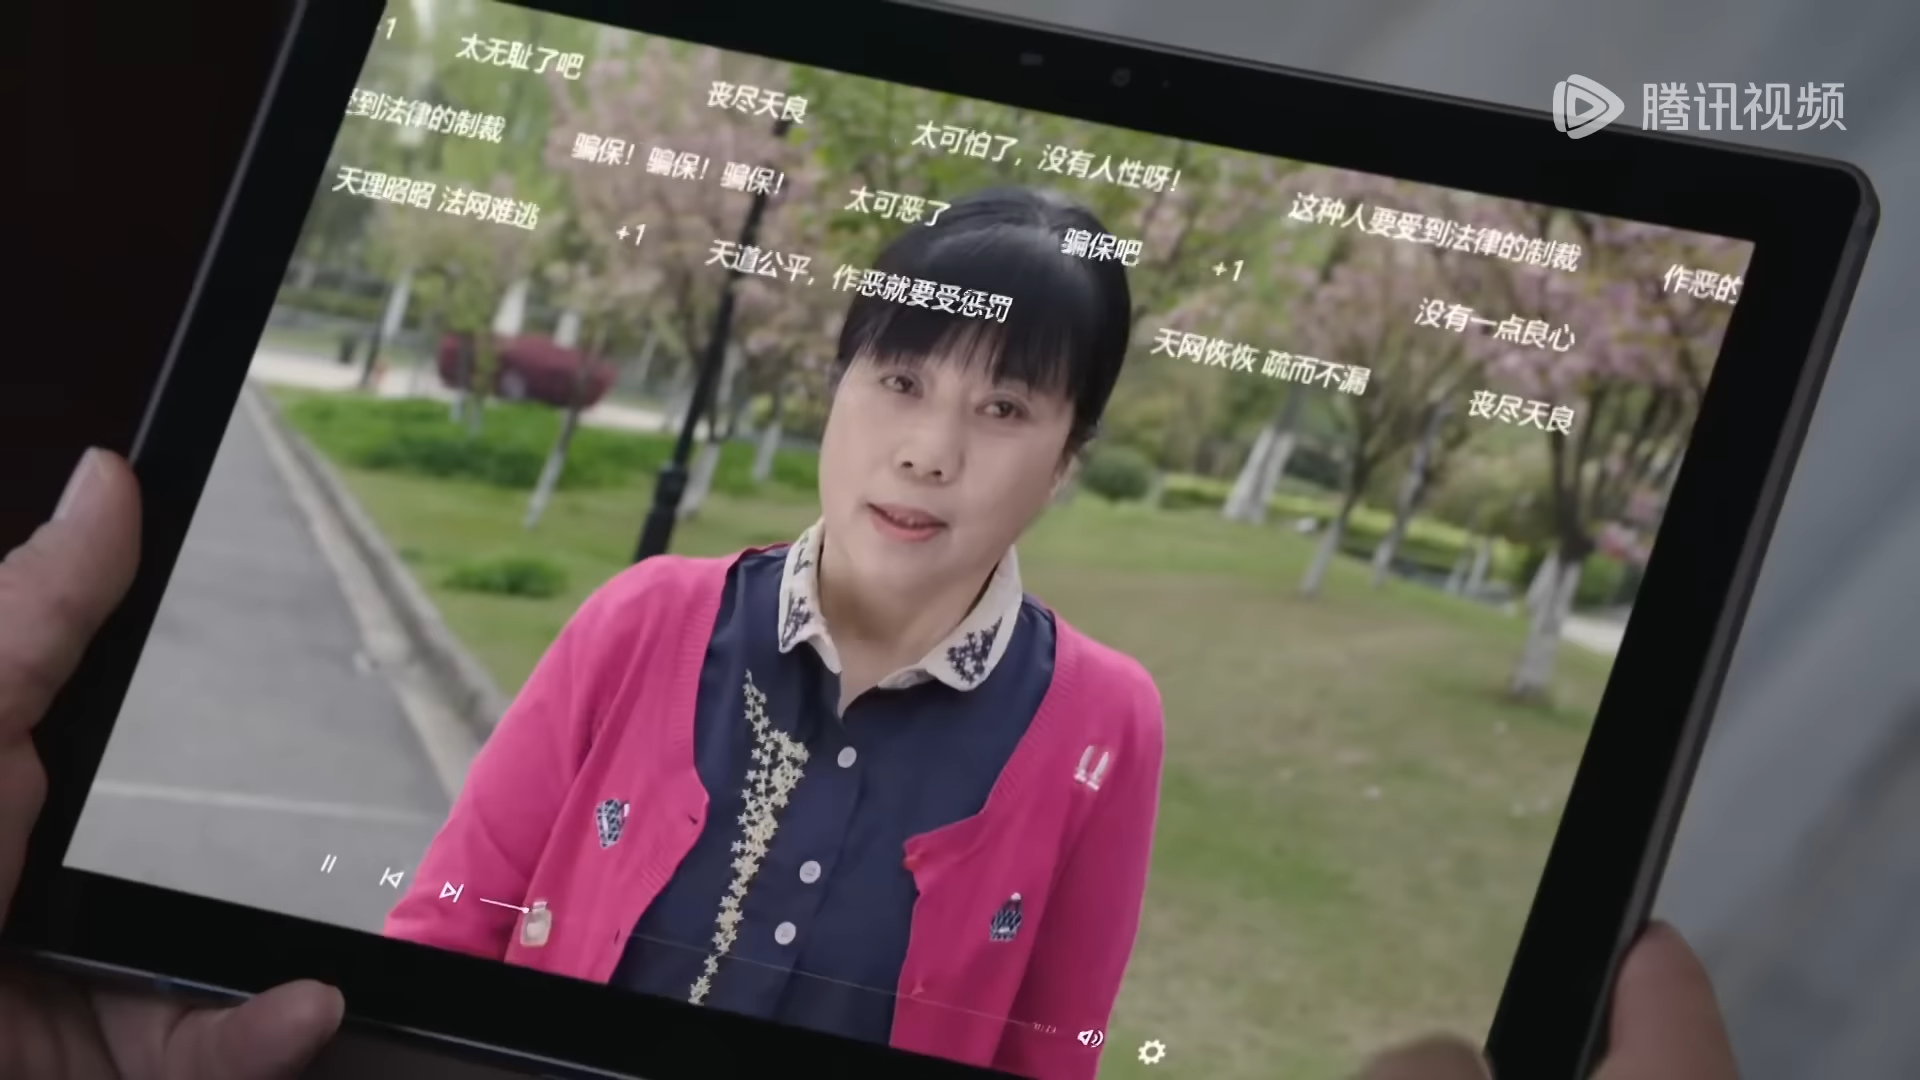 +1
太无耻了吧
丧尽天良
太可怕了，没有人性呀！
这种人要受到法律的制裁
作恶的
受到法律的制裁
骗保！骗保！骗保！
太可恶了
骗保吧
+1
没有一点良心
天理昭昭 法网难逃
+1
天道公平，作恶就要受惩罚
天网恢恢 疏而不漏
丧尽天良
腾讯视频